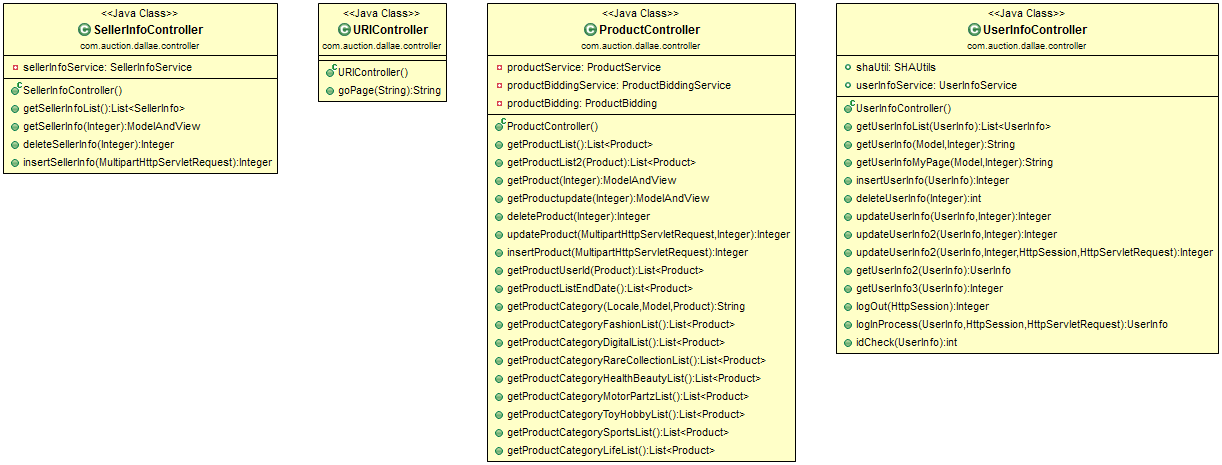 <<Java Class>>
SellerInfoController
com.auction.dallae.controller
sellerInfoService: SellerInfoService
SellerInfoController()
getSellerInfoList():List<SellerInfo>
getSellerInfo(Integer):ModelAndView
deleteSellerInfo(Integer):Integer
insertSellerInfo(MultipartHttpServletRequest):Integer
<<Java Class>>
URIController
com.auction.dallae.controller
URIController()
goPage(String):String
<<Java Class>>
ProductController
com.auction.dallae.controller
productService: ProductService
productBiddingService: ProductBiddingService
productBidding: ProductBidding
ProductController()
getProductList():List<Product>
getProductList2(Product):List<Product>
getProduct(Integer):ModelAndView
getProductupdate(Integer):ModelAndView
deleteProduct(Integer):Integer
updateProduct(MultipartHttpServletRequest,Integer):Integer
insertProduct(MultipartHttpServletRequest):Integer
getProductUserId(Product):List<Product>
getProductListEndDate():List<Product>
getProductCategory(Locale,Model,Product):String
getProductCategoryFashionList():List<Product>
getProductCategoryDigitalList():List<Product>
getProductCategoryRareCollectionList():List<Product>
getProductCategoryHealthBeautyList():List<Product>
getProductCategoryMotorPartzList():List<Product>
getProductCategoryToyHobbyList():List<Product>
getProductCategorySportsList():List<Product>
getProductCategoryLifeList():List<Product>
<<Java Class>>
UserInfoController
com.auction.dallae.controller
shaUtil: SHAUtils
userInfoService: UserInfoService
UserInfoController()
getUserInfoList(UserInfo):List<UserInfo>
getUserInfo(Model,Integer):String
getUserInfoMyPage(Model,Integer):String
insertUserInfo(UserInfo):Integer
deleteUserInfo(Integer):int
updateUserInfo(UserInfo,Integer):Integer
updateUserInfo2(UserInfo,Integer):Integer
updateUserInfo2(UserInfo,Integer,HttpSession,HttpServletRequest):Integer
getUserInfo2(UserInfo):UserInfo
getUserInfo3(UserInfo):Integer
logOut(HttpSession):Integer
logInProcess(UserInfo,HttpSession,HttpServletRequest):UserInfo
idCheck(UserInfo):int